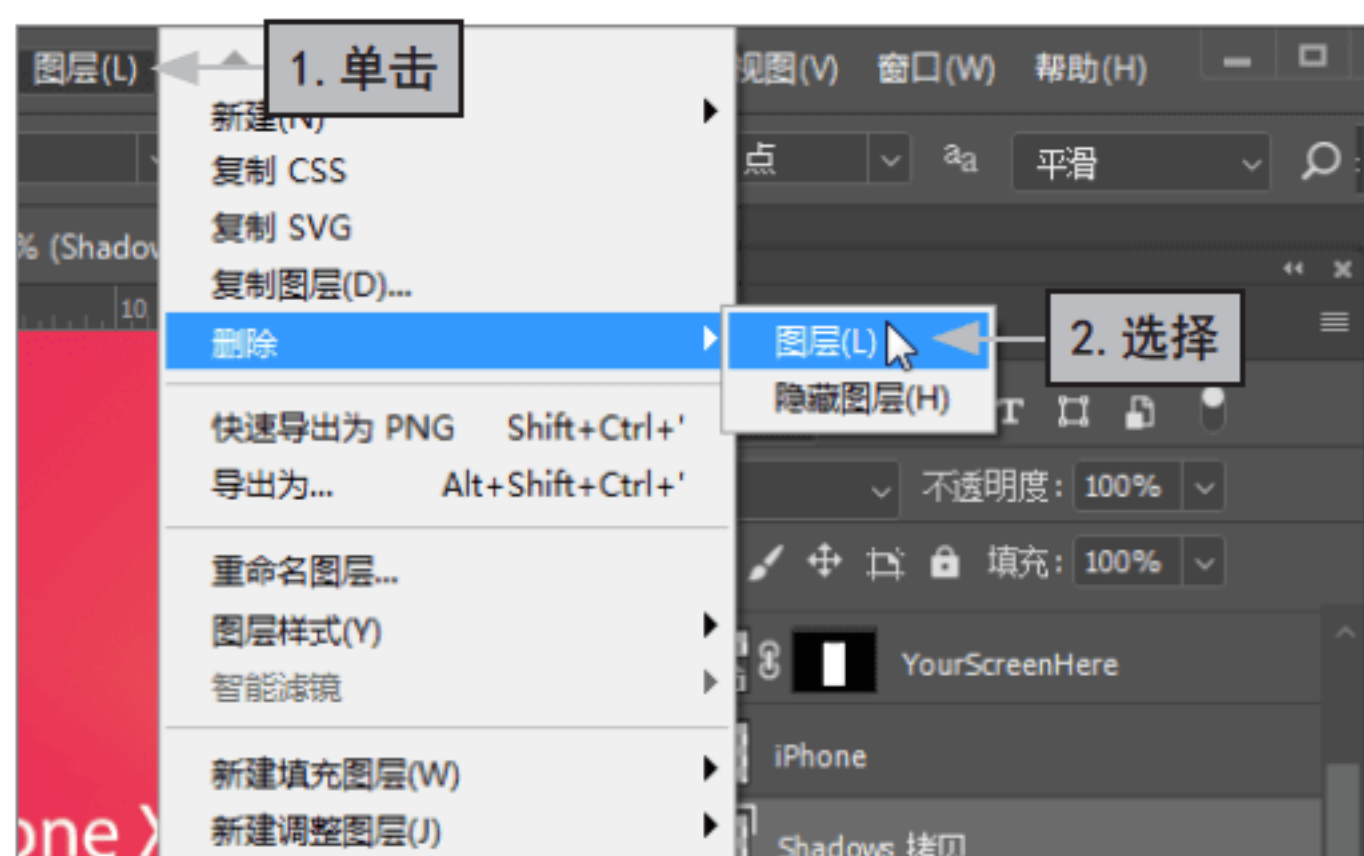 图层(L)
1. 单击
视图(V)
窗口(W)
帮助(H)
新建(N)
复制 CSS
点
aa
平滑
复制 SVG
% (Shadow
复制图层(D)...
10
删除
图层(L)
2. 选择
隐藏图层(H)
T
快速导出为 PNG Shift+Ctrl+'
导出为... Alt+Shift+Ctrl+'
不透明度: 100%
重命名图层...
填充: 100%
图层样式(Y)
智能滤镜
YourScreenHere
新建填充图层(W)
iPhone
新建调整图层(J)
one X
Shadows 拷贝